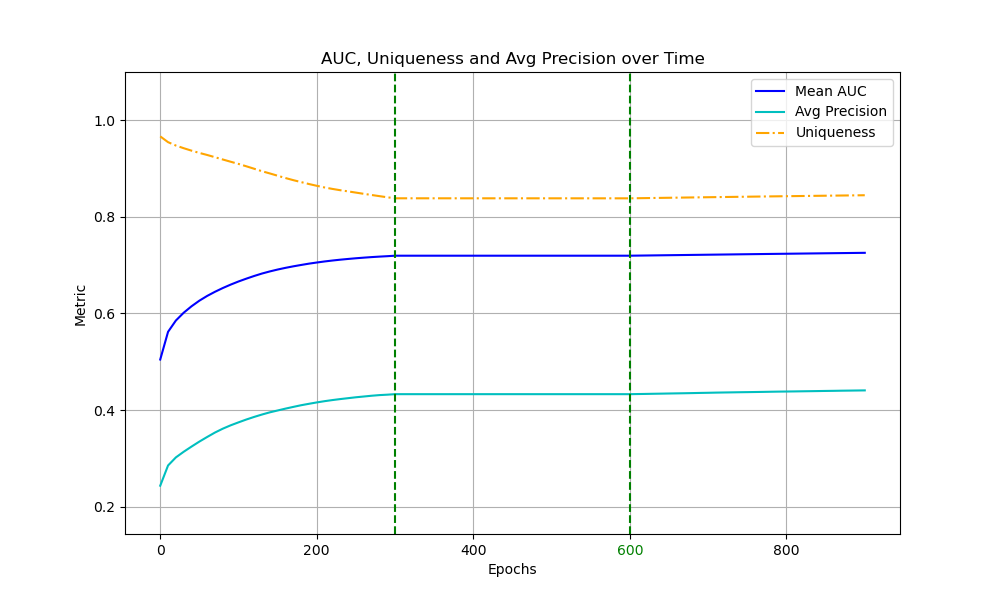 AUC, Uniqueness and Avg Precision over Time
Mean AUC
Avg Precision
Uniqueness
Metric
1.0
0.8
0.6
0.4
0.2
0
200
400
600
800
Epochs